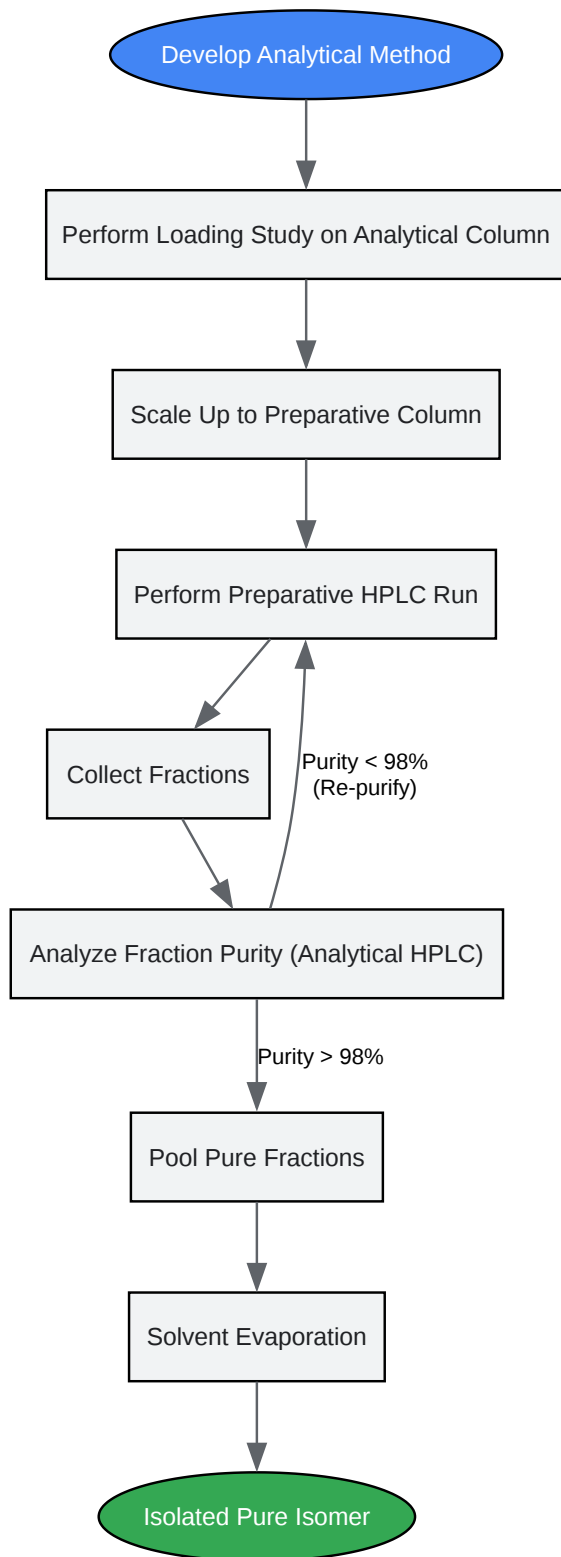 Develop Analytical Method
Perform Loading Study on Analytical Column
Scale Up to Preparative Column
Perform Preparative HPLC Run
Collect Fractions
Purity < 98%
(Re-purify)
Analyze Fraction Purity (Analytical HPLC)
Purity > 98%
Pool Pure Fractions
Solvent Evaporation
Isolated Pure Isomer